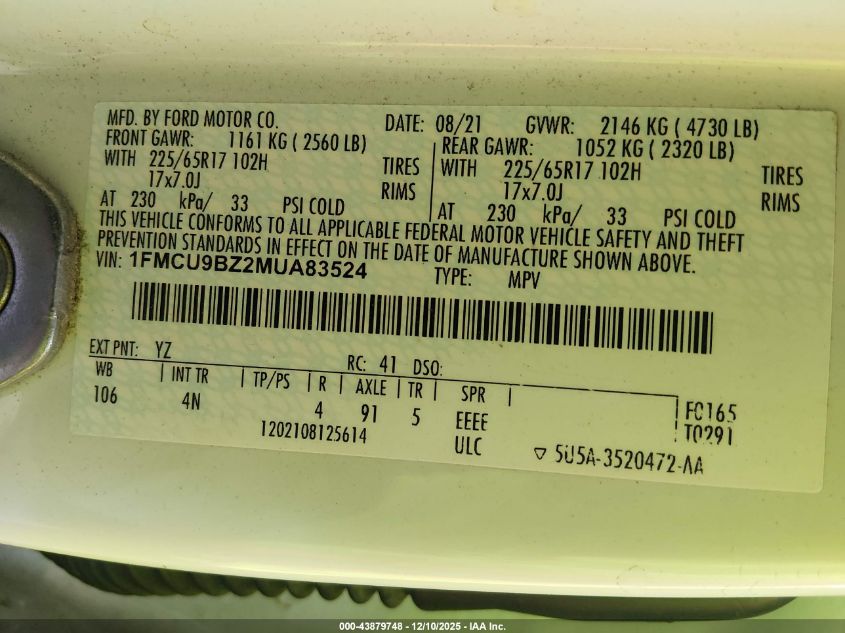 MFD. BY FORD MOTOR CO. DATE: 08/21 GVWR: 2146 KG ( 4730 LB)
FRONT GAWR: 1161 KG ( 2560 LB) REAR GAWR: 1052 KG ( 2320 LB)
WITH 225/65R17 102H TIRES WITH 225/65R17 102H TIRES
17x7.0J RIMS 17x7.0J RIMS
AT 230 kPa/ 33 PSI COLD AT 230 kPa/ 33 PSI COLD
THIS VEHICLE CONFORMS TO ALL APPLICABLE FEDERAL MOTOR VEHICLE SAFETY AND THEFT
PREVENTION STANDARDS IN EFFECT ON THE DATE OF MANUFACTURE SHOWN ABOVE.
VIN: 1FMCU9BZ2MUA83524 TYPE: MPV
EXT PNT: YZ RC: 41 DSO:
WB INT TR TP/PS R AXLE TR SPR
106 4N 4 91 5 EEEE F0165
1202108125614 ULC T0291
▽ 5U5A-3520472-AA
000-43879748 - 12/10/2025 - IAA Inc.